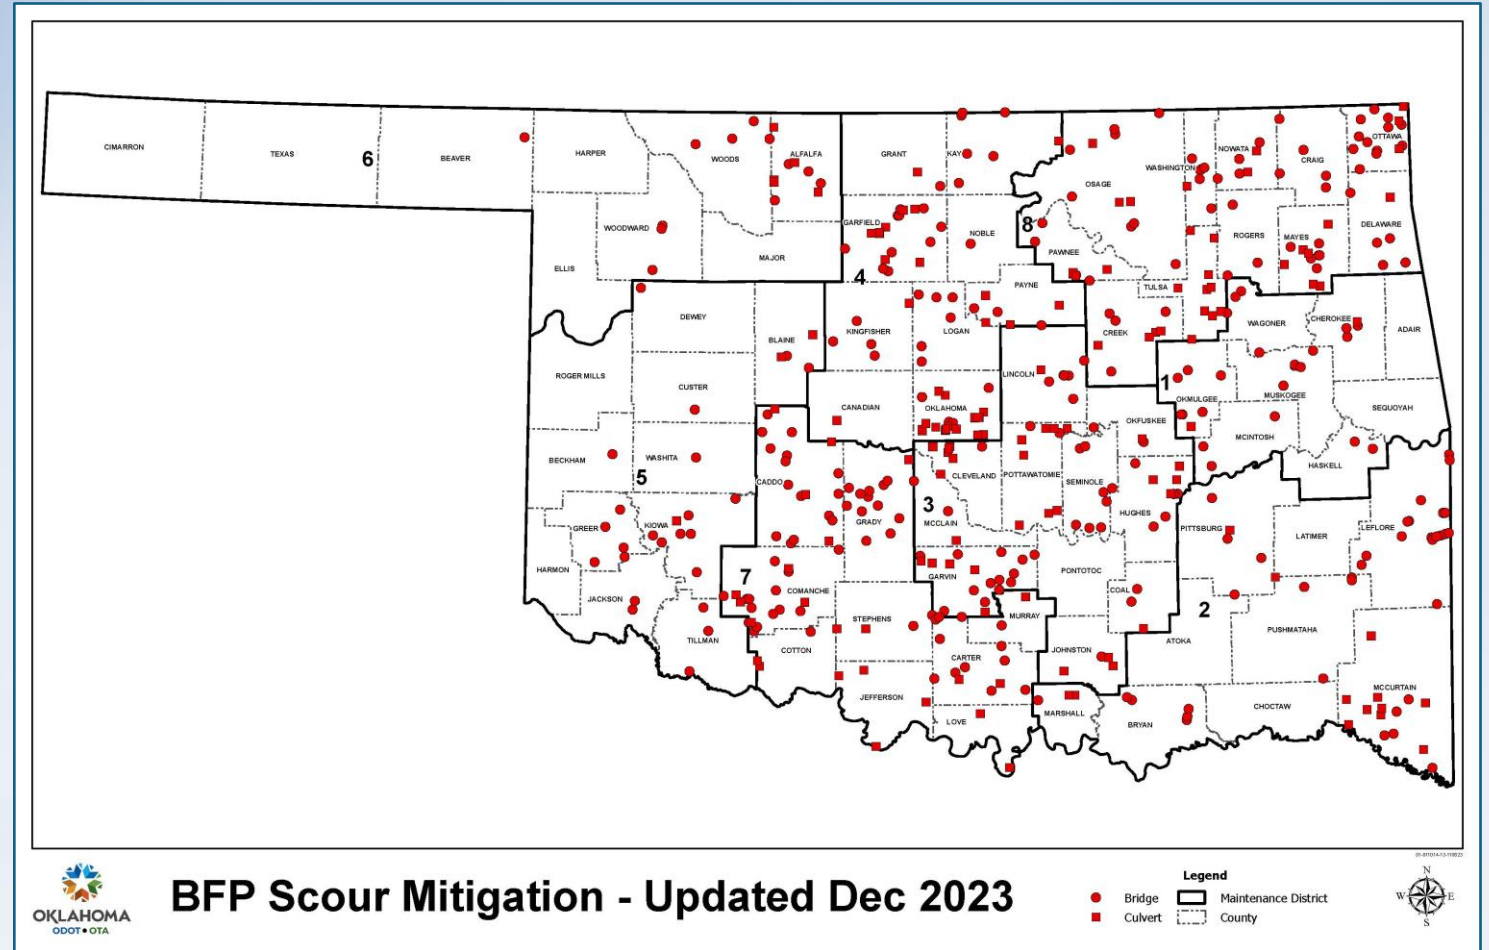 CIMARRON
TEXAS
6
BEAVER
HARPER
WOODS
ALFALFA
GRANT
KAY
OSAGE
WASHINGTON
NOWATA
CRAIG
OTTAWA
WOODWARD
ELLIS
MAJOR
GARFIELD
NOBLE
8
PAWNEE
ROGERS
MAYES
DELAWARE
4
PAYNE
TULSA
DEWEY
BLAINE
KINGFISHER
LOGAN
CREEK
WAGONER
CHEROKEE
ADAIR
ROGER MILLS
CUSTER
CANADIAN
OKLAHOMA
LINCOLN
1
OKMULGEE
MUSKOGEE
SEQUOYAH
OKFUSKEE
MCINTOSH
BECKHAM
WASHITA
5
CADDO
3
CLEVELAND
POTTAWATOMIE
SEMINOLE
HASKELL
GREER
KIOWA
GRADY
MCCLAIN
HUGHES
PITTSBURG
LATIMER
LEFLORE
HARMON
JACKSON
7
COMANCHE
GARVIN
PONTOTOC
COAL
2
TILLMAN
COTTON
STEPHENS
MURRAY
JOHNSTON
ATOKA
PUSHMATAHA
JEFFERSON
CARTER
LOVE
MARSHALL
BRYAN
CHOCTAW
MCCURTAIN
OKLAHOMA
ODOT • OTA
BFP Scour Mitigation - Updated Dec 2023
Legend
Bridge
Maintenance District
Culvert
County
N
W
E
S